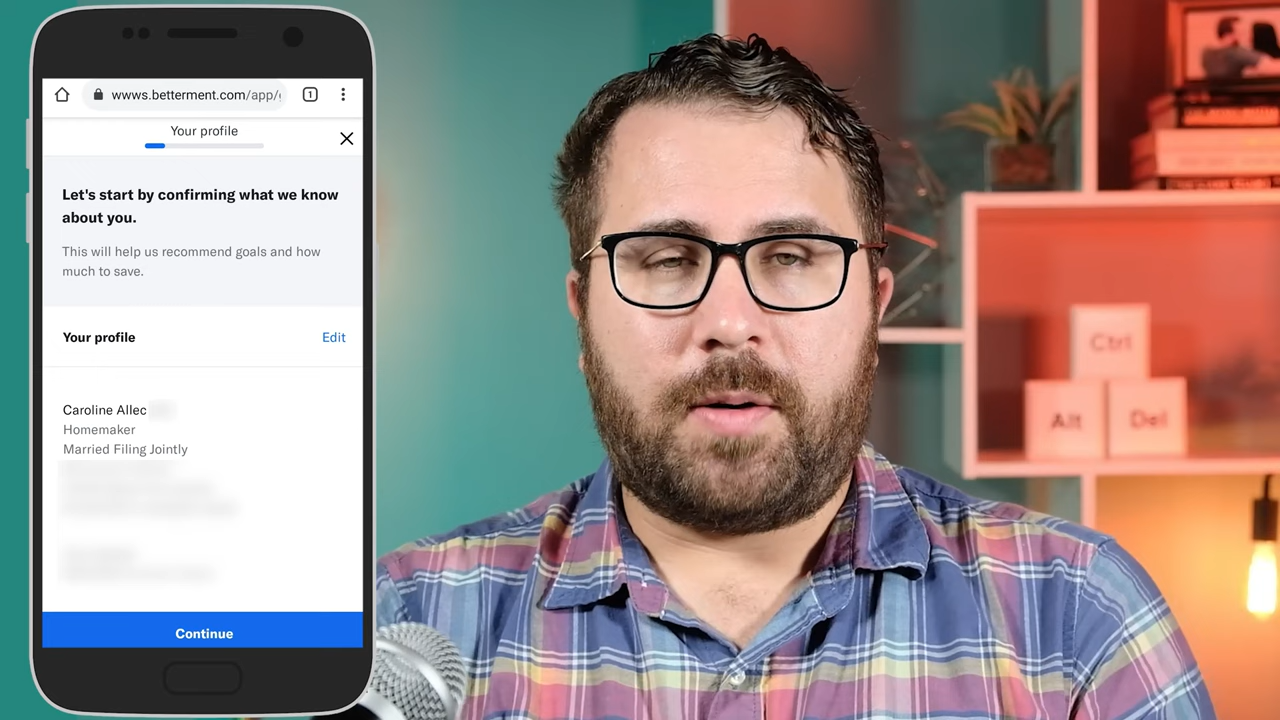 wwws.betterment.com/app/
1
Your profile
Let's start by confirming what we know
about you.
This will help us recommend goals and how
much to save.
Your profile
Edit
Caroline Allec
Homemaker
Married Filing Jointly
Continue
Ctrl
Alt
Del